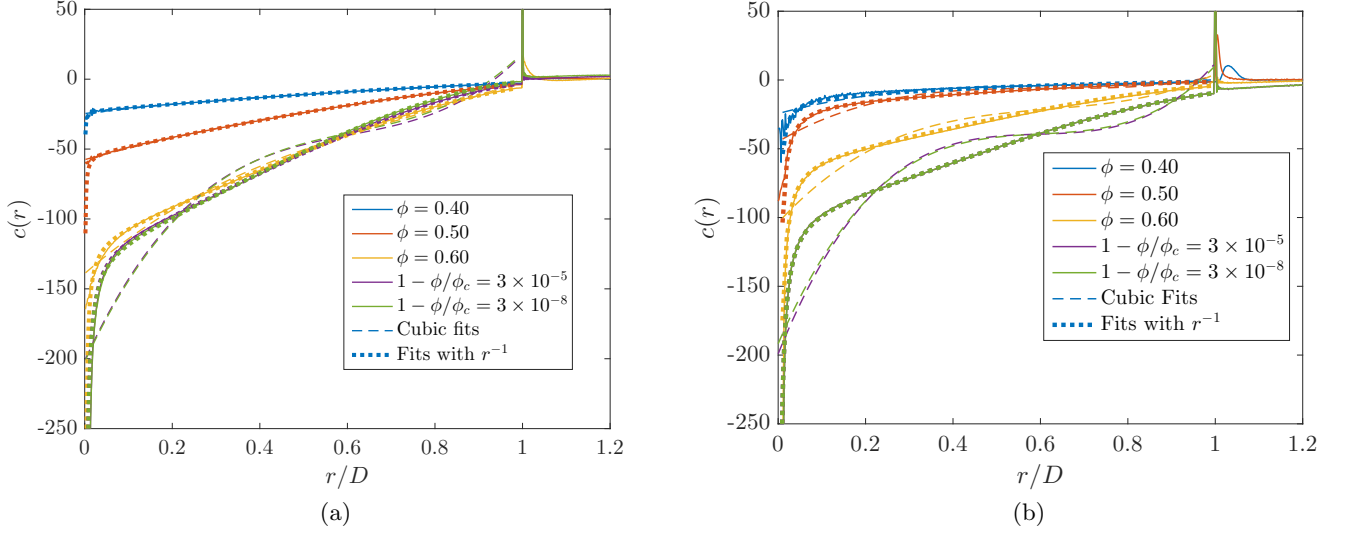 50
0
-50
-100
-150
-200
-250
c(r)
0
0.2
0.4
0.6
0.8
1
1.2
r/D
ϕ = 0.40
ϕ = 0.50
ϕ = 0.60
1 − ϕ/ϕ_c = 3 × 10⁻⁵
1 − ϕ/ϕ_c = 3 × 10⁻⁸
Cubic fits
Fits with r⁻¹
(a)
50
0
-50
-100
-150
-200
-250
c(r)
0
0.2
0.4
0.6
0.8
1
1.2
r/D
ϕ = 0.40
ϕ = 0.50
ϕ = 0.60
1 − ϕ/ϕ_c = 3 × 10⁻⁵
1 − ϕ/ϕ_c = 3 × 10⁻⁸
Cubic Fits
Fits with r⁻¹
(b)